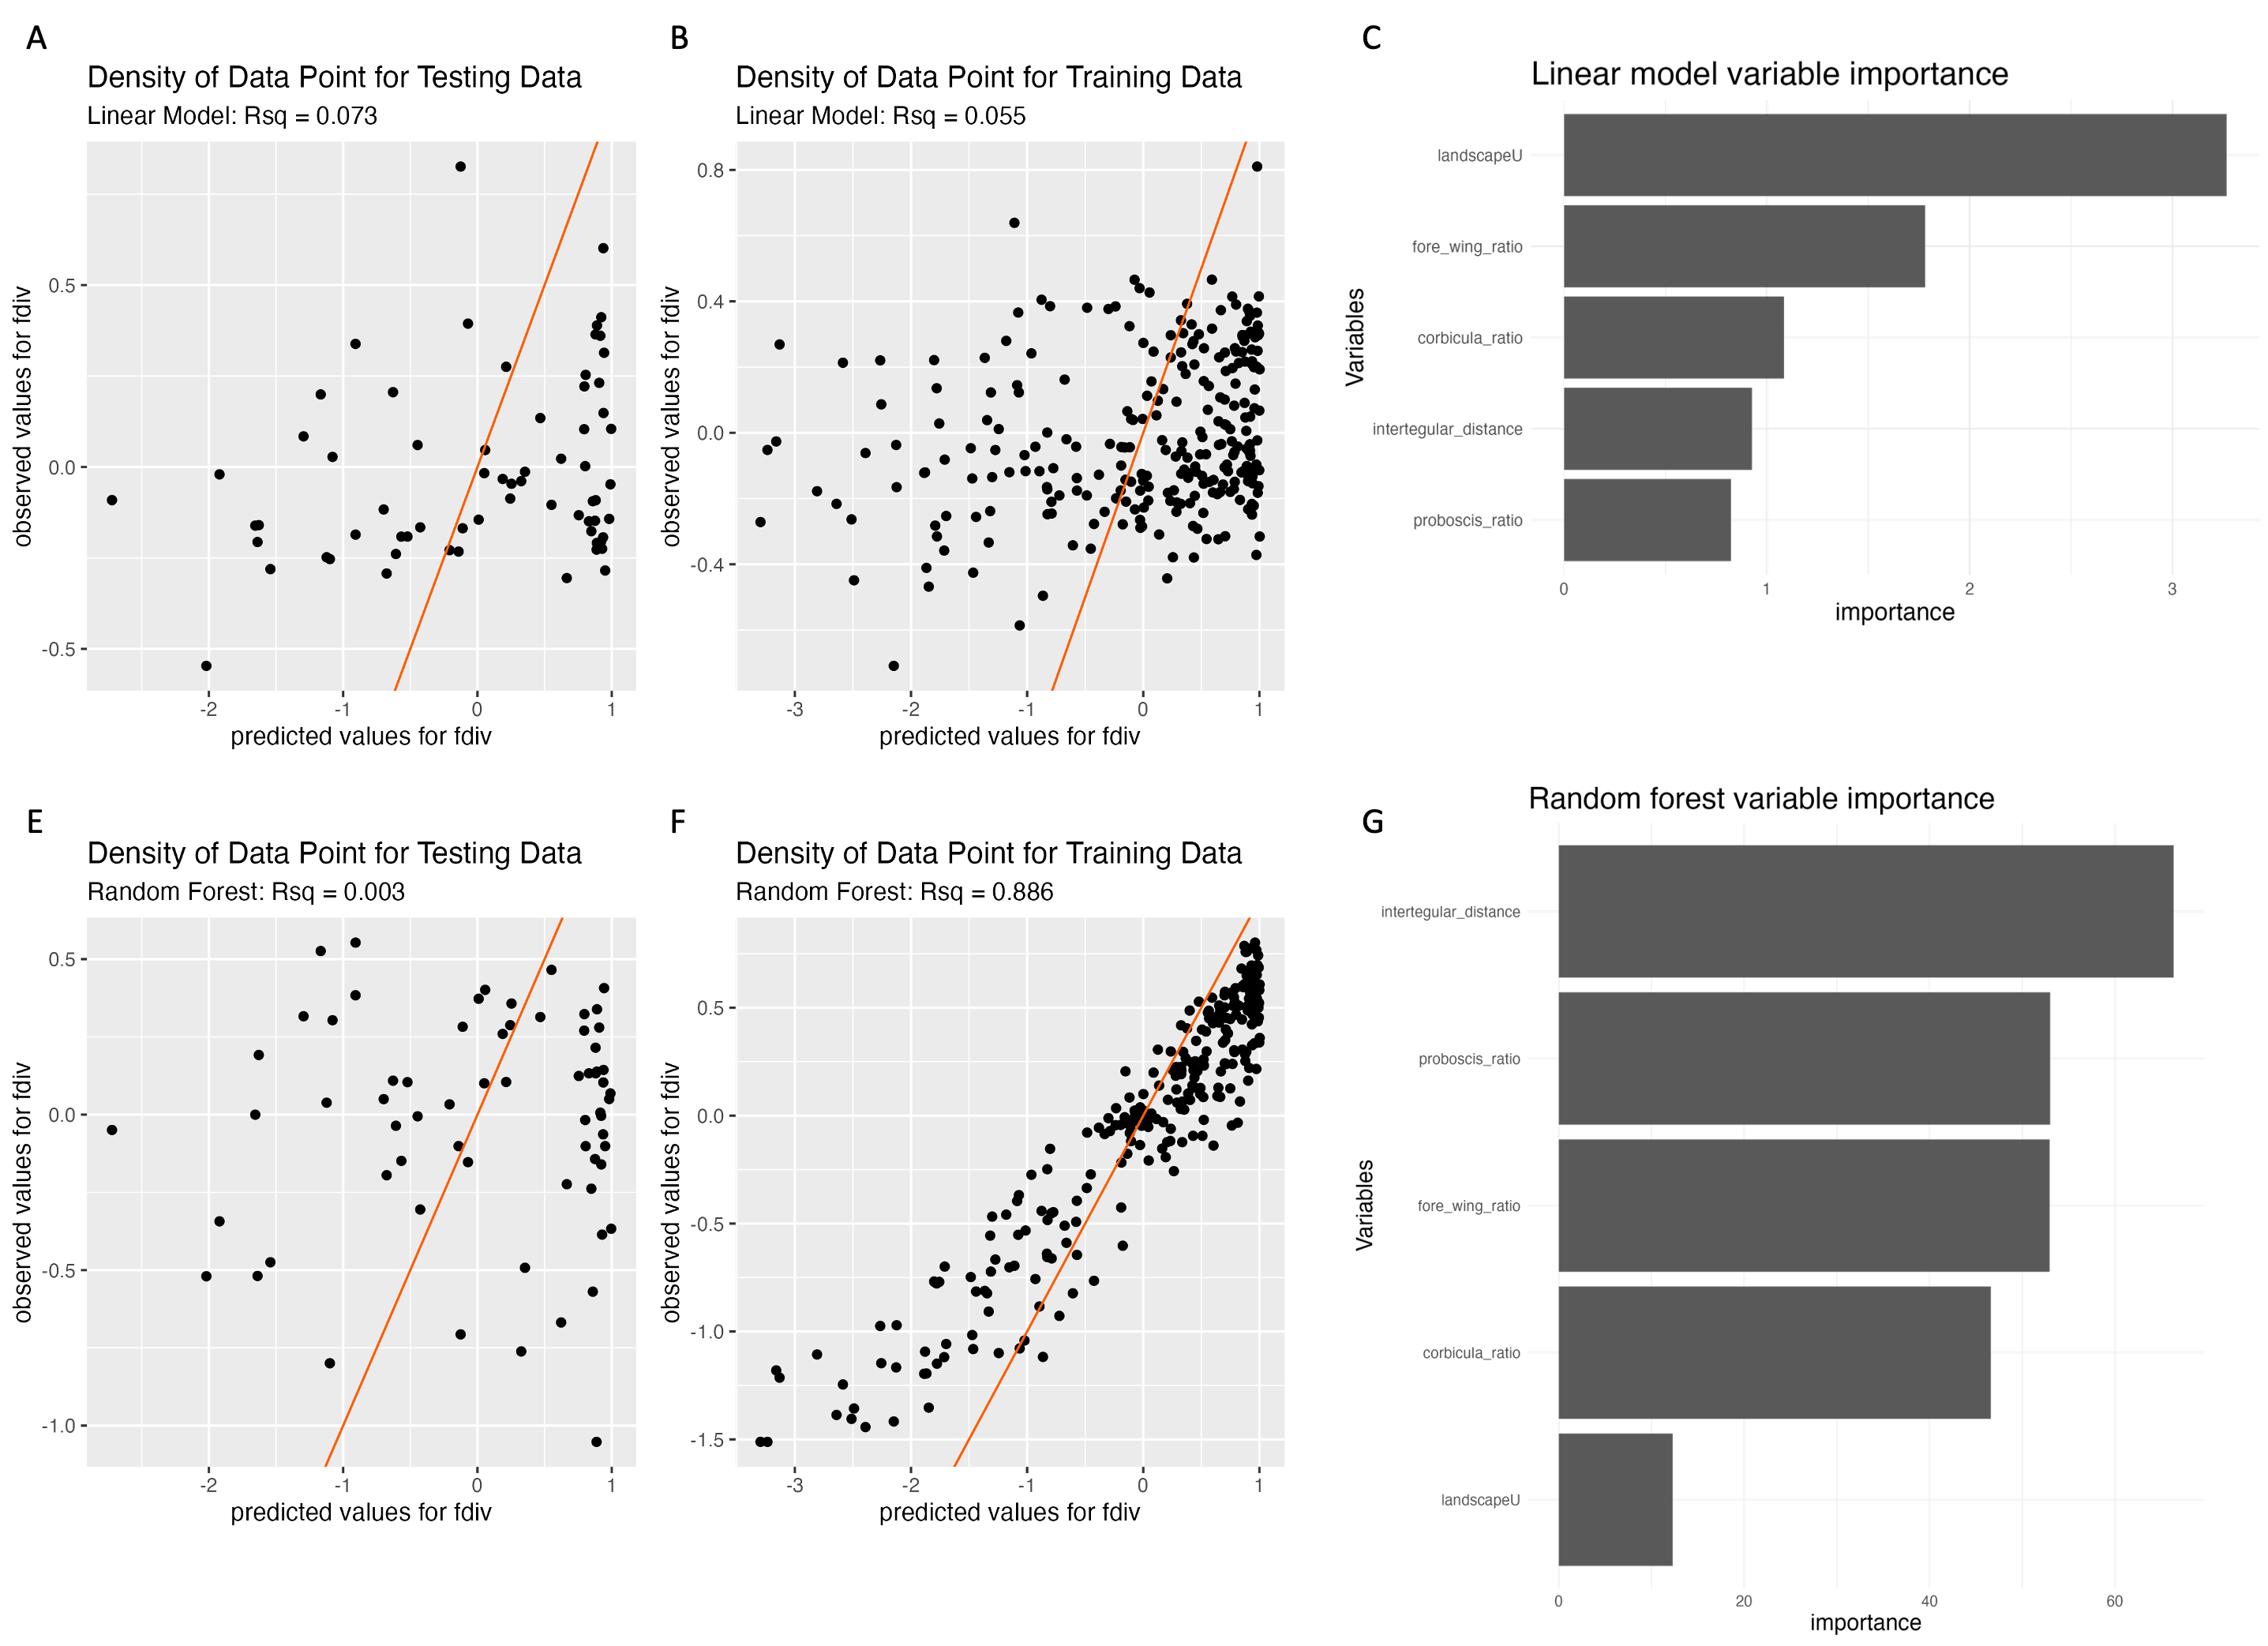 A
Density of Data Point for Testing Data
Linear Model: Rsq = 0.073
observed values for fdiv
0.5
0.0
-0.5
-2 -1 0 1
predicted values for fdiv
B
Density of Data Point for Training Data
Linear Model: Rsq = 0.055
observed values for fdiv
0.8
0.4
0.0
-0.4
-3 -2 -1 0 1
predicted values for fdiv
C
Linear model variable importance
Variables
landscapeU
fore_wing_ratio
corbicula_ratio
intertegular_distance
proboscis_ratio
0 1 2 3
importance
E
Density of Data Point for Testing Data
Random Forest: Rsq = 0.003
observed values for fdiv
0.5
0.0
-0.5
-1.0
-2 -1 0 1
predicted values for fdiv
F
Density of Data Point for Training Data
Random Forest: Rsq = 0.886
observed values for fdiv
0.5
0.0
-0.5
-1.0
-1.5
-3 -2 -1 0 1
predicted values for fdiv
G
Random forest variable importance
Variables
intertegular_distance
proboscis_ratio
fore_wing_ratio
corbicula_ratio
landscapeU
0 20 40 60
importance